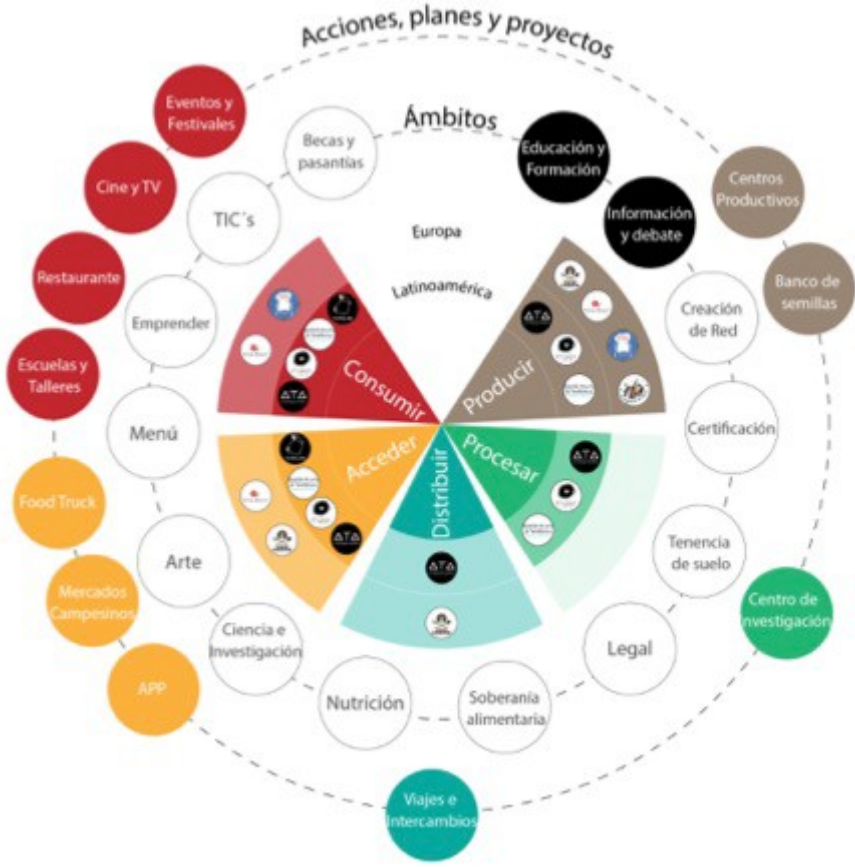 Acciones, planes y proyectos
Eventos y
Festivales
Cine y TV
Restaurante
Escuelas y
Talleres
Food Truck
Mercados
Campesinos
APP
Viajes e
Intercambios
Centro de
Investigación
Banco de
semillas
Centros
Productivos
Ámbitos
Educación y
Formación
Información
y debate
Creación
de Red
Certificación
Tenencia
de suelo
Legal
Soberanía
alimentaria
Nutrición
Ciencia e
Investigación
Arte
Menú
Emprender
TIC´s
Becas y
pasantías
Europa
Latinoamérica
Consumir
Producir
Acceder
Procesar
Distribuir